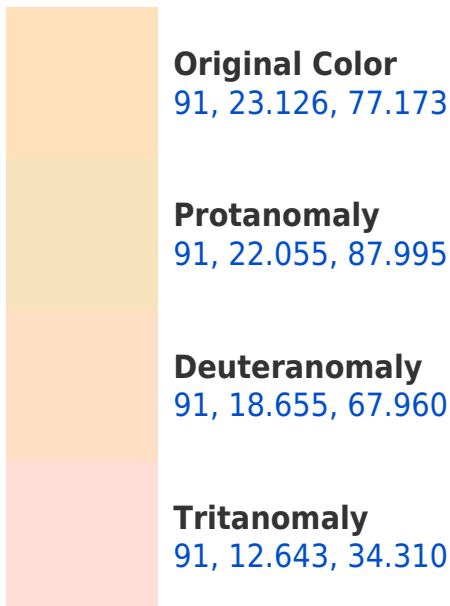 Original Color
91, 23.126, 77.173
Protanomaly
91, 22.055, 87.995
Deuteranomaly
91, 18.655, 67.960
Tritanomaly
91, 12.643, 34.310